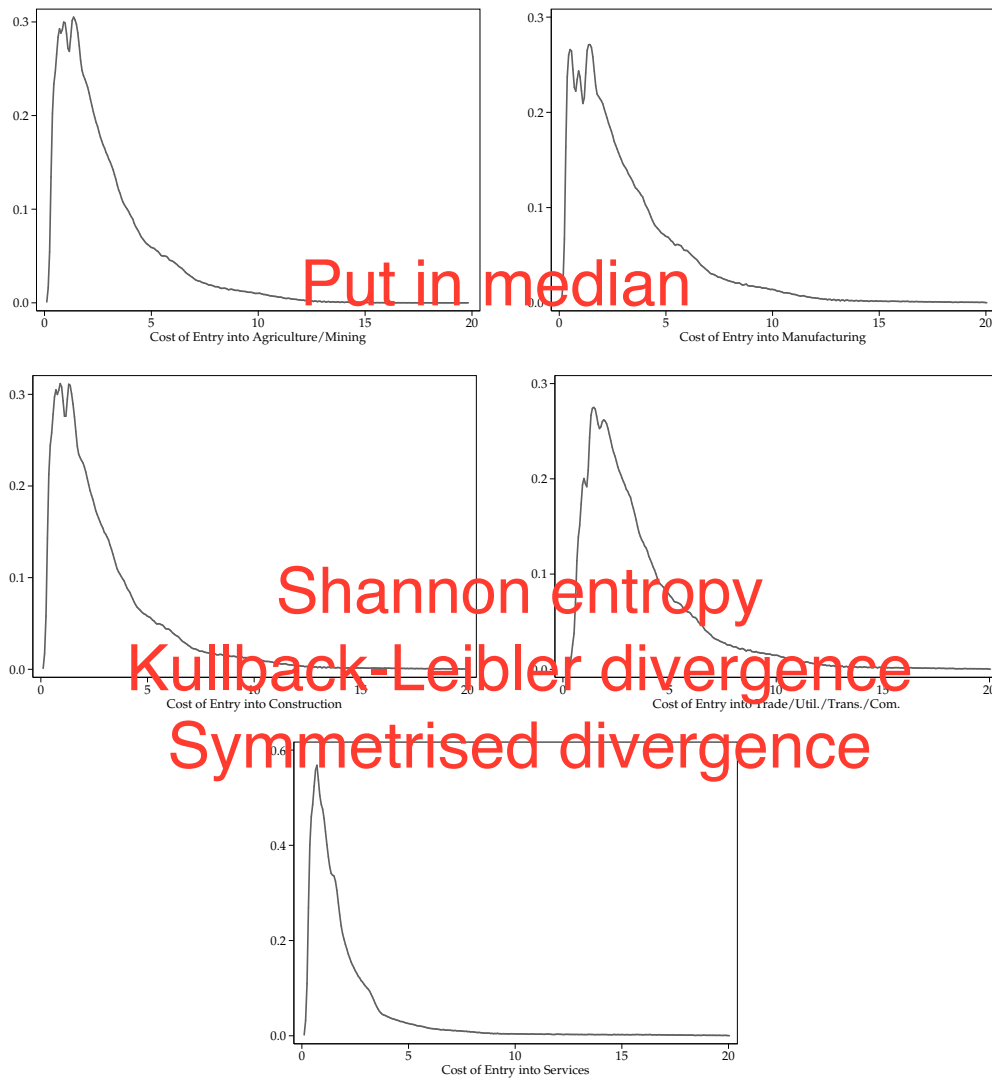 0.3
0.2
0.1
0.0
0 5 10 15 20
Cost of Entry into Agriculture/Mining
0.3
0.2
0.1
0.0
0 5 10 15 20
Cost of Entry into Manufacturing
Put in median
0.3
0.2
0.1
0.0
0 5 10 15 20
Cost of Entry into Construction
0.3
0.2
0.1
0.0
0 5 10 15 20
Cost of Entry into Trade/Util./Trans./Com.
Shannon entropy
Kullback-Leibler divergence
Symmetrised divergence
0.6
0.4
0.2
0.0
0 5 10 15 20
Cost of Entry into Services